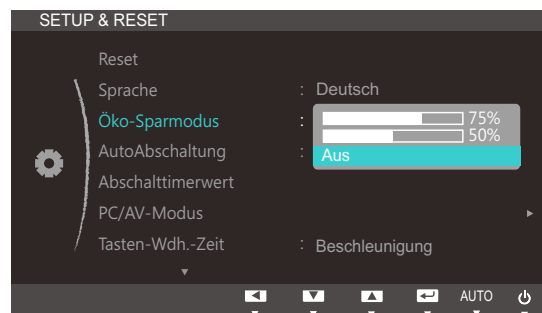 SETUP & RESET
Reset
Sprache : Deutsch
Öko-Sparmodus : 75%
50%
AutoAbschaltung : Aus
Abschalttimerwert
PC/AV-Modus
Tasten-Wdh.-Zeit : Beschleunigung
AUTO